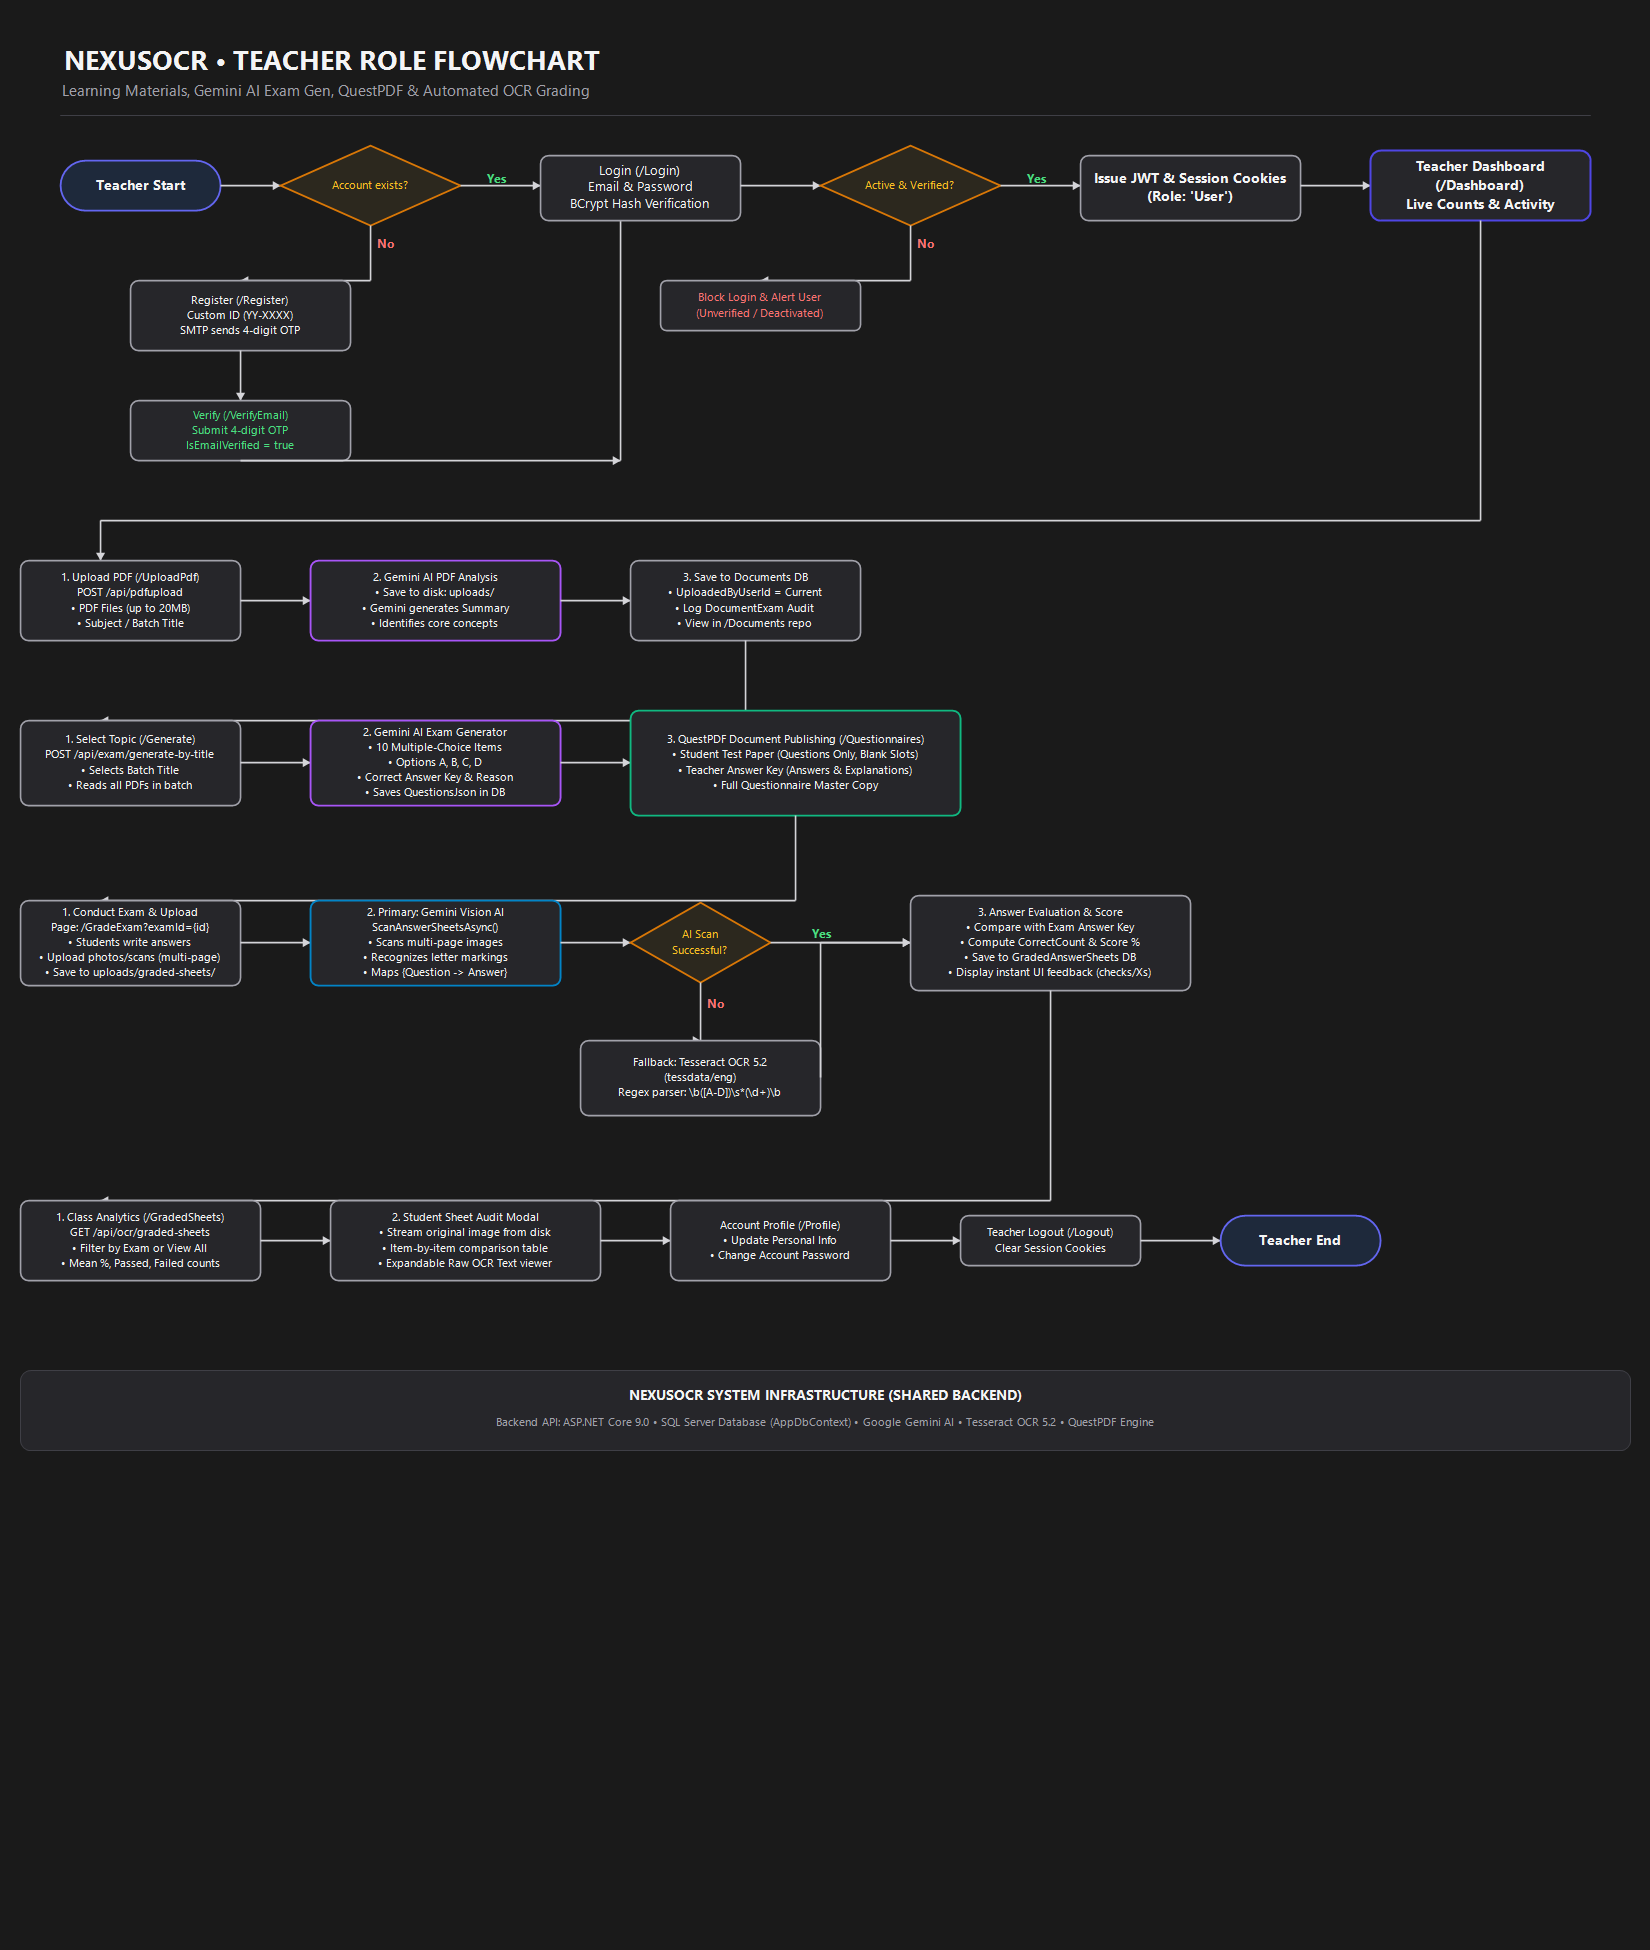 NEXUSOCR • TEACHER ROLE FLOWCHART
Learning Materials, Gemini AI Exam Gen, QuestPDF & Automated OCR Grading
Teacher Start
Account exists?
Yes
No
Login (/Login)
Email & Password
BCrypt Hash Verification
Active & Verified?
Yes
No
Issue JWT & Session Cookies
(Role: 'User')
Teacher Dashboard
(/Dashboard)
Live Counts & Activity
Register (/Register)
Custom ID (YY-XXXX)
SMTP sends 4-digit OTP
Block Login & Alert User
(Unverified / Deactivated)
Verify (/VerifyEmail)
Submit 4-digit OTP
IsEmailVerified = true
1. Upload PDF (/UploadPdf)
POST /api/pdfupload
• PDF Files (up to 20MB)
• Subject / Batch Title
2. Gemini AI PDF Analysis
• Save to disk: uploads/
• Gemini generates Summary
• Identifies core concepts
3. Save to Documents DB
• UploadedByUserId = Current
• Log DocumentExam Audit
• View in /Documents repo
1. Select Topic (/Generate)
POST /api/exam/generate-by-title
• Selects Batch Title
• Reads all PDFs in batch
2. Gemini AI Exam Generator
• 10 Multiple-Choice Items
• Options A, B, C, D
• Correct Answer Key & Reason
• Saves QuestionsJson in DB
3. QuestPDF Document Publishing (/Questionnaires)
• Student Test Paper (Questions Only, Blank Slots)
• Teacher Answer Key (Answers & Explanations)
• Full Questionnaire Master Copy
1. Conduct Exam & Upload
Page: /GradeExam?examId={id}
• Students write answers
• Upload photos/scans (multi-page)
• Save to uploads/graded-sheets/
2. Primary: Gemini Vision AI
ScanAnswerSheetsAsync()
• Scans multi-page images
• Recognizes letter markings
• Maps {Question -> Answer}
AI Scan
Successful?
Yes
No
3. Answer Evaluation & Score
• Compare with Exam Answer Key
• Compute CorrectCount & Score %
• Save to GradedAnswerSheets DB
• Display instant UI feedback (checks/Xs)
Fallback: Tesseract OCR 5.2
(tessdata/eng)
Regex parser: \b([A-D])\s*(\d+)\b
1. Class Analytics (/GradedSheets)
GET /api/ocr/graded-sheets
• Filter by Exam or View All
• Mean %, Passed, Failed counts
2. Student Sheet Audit Modal
• Stream original image from disk
• Item-by-item comparison table
• Expandable Raw OCR Text viewer
Account Profile (/Profile)
• Update Personal Info
• Change Account Password
Teacher Logout (/Logout)
Clear Session Cookies
Teacher End
NEXUSOCR SYSTEM INFRASTRUCTURE (SHARED BACKEND)
Backend API: ASP.NET Core 9.0 • SQL Server Database (AppDbContext) • Google Gemini AI • Tesseract OCR 5.2 • QuestPDF Engine